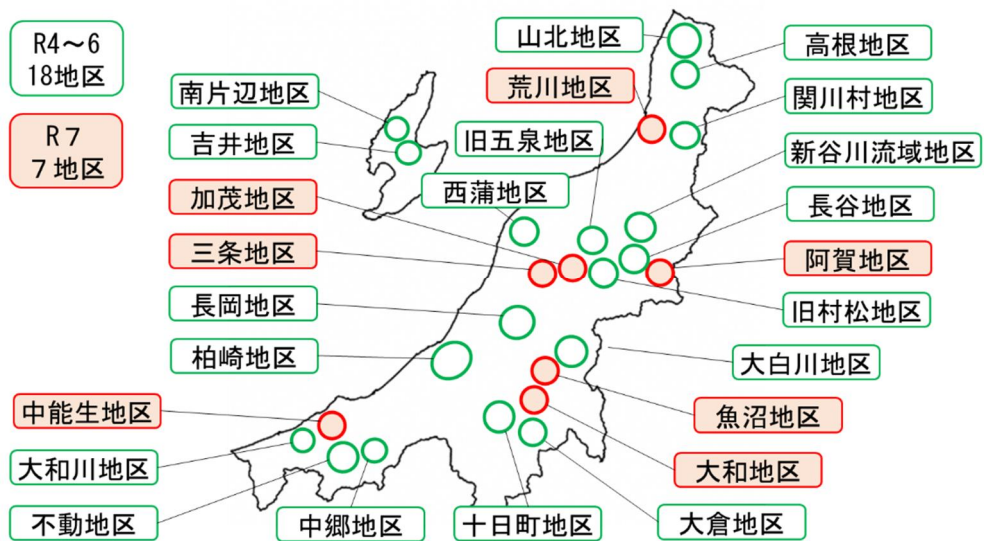 R4～6
18地区
R７
７地区
山北地区
高根地区
荒川地区
関川村地区
南片辺地区
旧五泉地区
吉井地区
新谷川流域地区
西蒲地区
加茂地区
長谷地区
三条地区
阿賀地区
長岡地区
旧村松地区
柏崎地区
大白川地区
中能生地区
魚沼地区
大和川地区
大和地区
不動地区
中郷地区
十日町地区
大倉地区